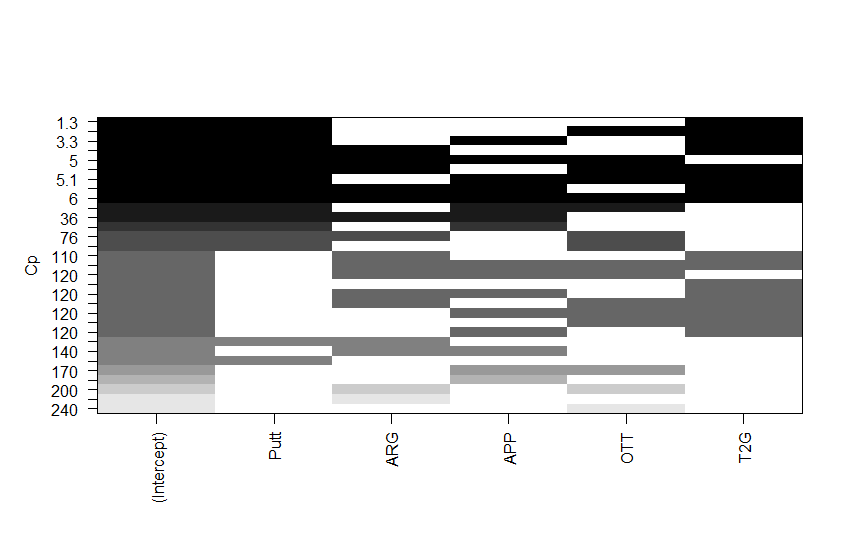 1.3
3.3
5
5.1
6
36
76
110
120
120
120
120
140
170
200
240
Cp
(Intercept)
Putt
ARG
APP
OTT
T2G